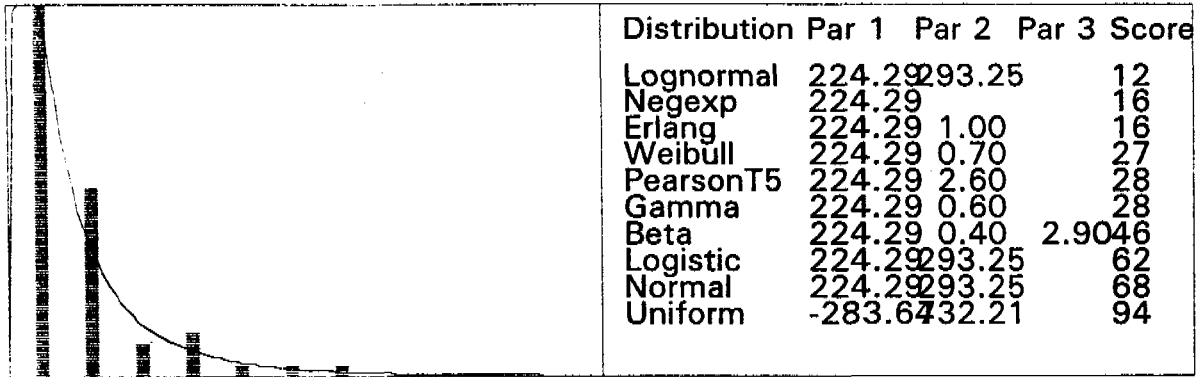 Distribution Par 1 Par 2 Par 3 Score
Lognormal 224.29 293.25 12
Negexp 224.29 16
Erlang 224.29 1.00 16
Weibull 224.29 0.70 27
PearsonT5 224.29 2.60 28
Gamma 224.29 0.60 28
Beta 224.29 0.40 2.90 46
Logistic 224.29 293.25 62
Normal 224.29 293.25 68
Uniform -283.64 732.21 94